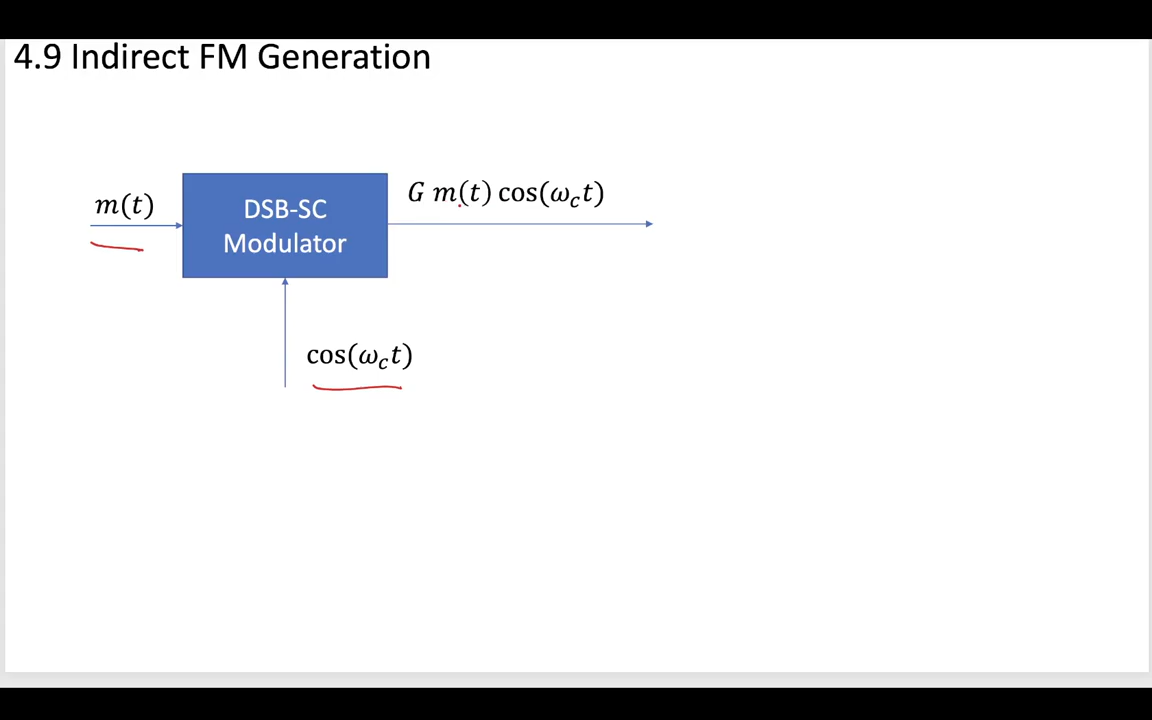 4.9 Indirect FM Generation
m(t)
DSB-SC
Modulator
G m(t) cos(ω_c t)
cos(ω_c t)